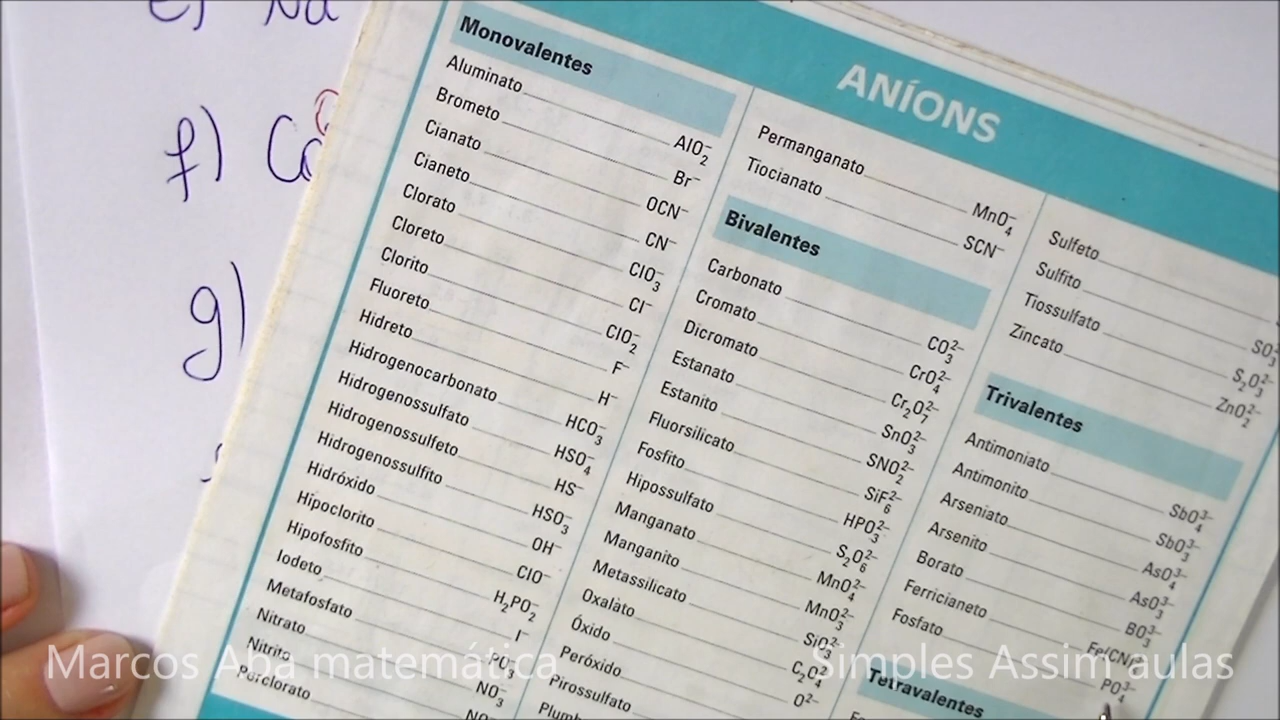 e) Na
f) Ca
g)
ANÍONS
Monovalentes
Aluminato AlO₂⁻
Brometo Br⁻
Cianato OCN⁻
Cianeto CN⁻
Clorato ClO₃⁻
Cloreto Cl⁻
Clorito ClO₂⁻
Fluoreto F⁻
Hidreto H⁻
Hidrogenocarbonato HCO₃⁻
Hidrogenossulfato HSO₄⁻
Hidrogenossulfeto HS⁻
Hidrogenossulfito HSO₃⁻
Hidróxido OH⁻
Hipoclorito ClO⁻
Hipofosfito H₂PO₂⁻
Iodeto I⁻
Metafosfato PO₃⁻
Nitrato NO₃⁻
Nitrito
Perclorato
Permanganato MnO₄⁻
Tiocianato SCN⁻
Bivalentes
Carbonato CO₃²⁻
Cromato CrO₄²⁻
Dicromato Cr₂O₇²⁻
Estanato SnO₃²⁻
Estanito SNO₂²⁻
Fluorsilicato SiF₆²⁻
Fosfito HPO₃²⁻
Hipossulfato S₂O₆²⁻
Manganato MnO₄²⁻
Manganito MnO₃²⁻
Metassilicato SiO₃²⁻
Oxalato C₂O₄²⁻
Óxido O²⁻
Peróxido
Pirossulfato
Plumb
Sulfeto
Sulfito SO₃
Tiossulfato S₂O₃²⁻
Zincato ZnO₂²⁻
Trivalentes
Antimoniato SbO₄³⁻
Antimonito SbO₃³⁻
Arseniato AsO₄³⁻
Arsenito AsO₃³⁻
Borato BO₃³⁻
Ferricianeto Fe(CN)
Fosfato PO₄³⁻
Tetravalentes
Marcos Aba matemática
Simples Assim aulas